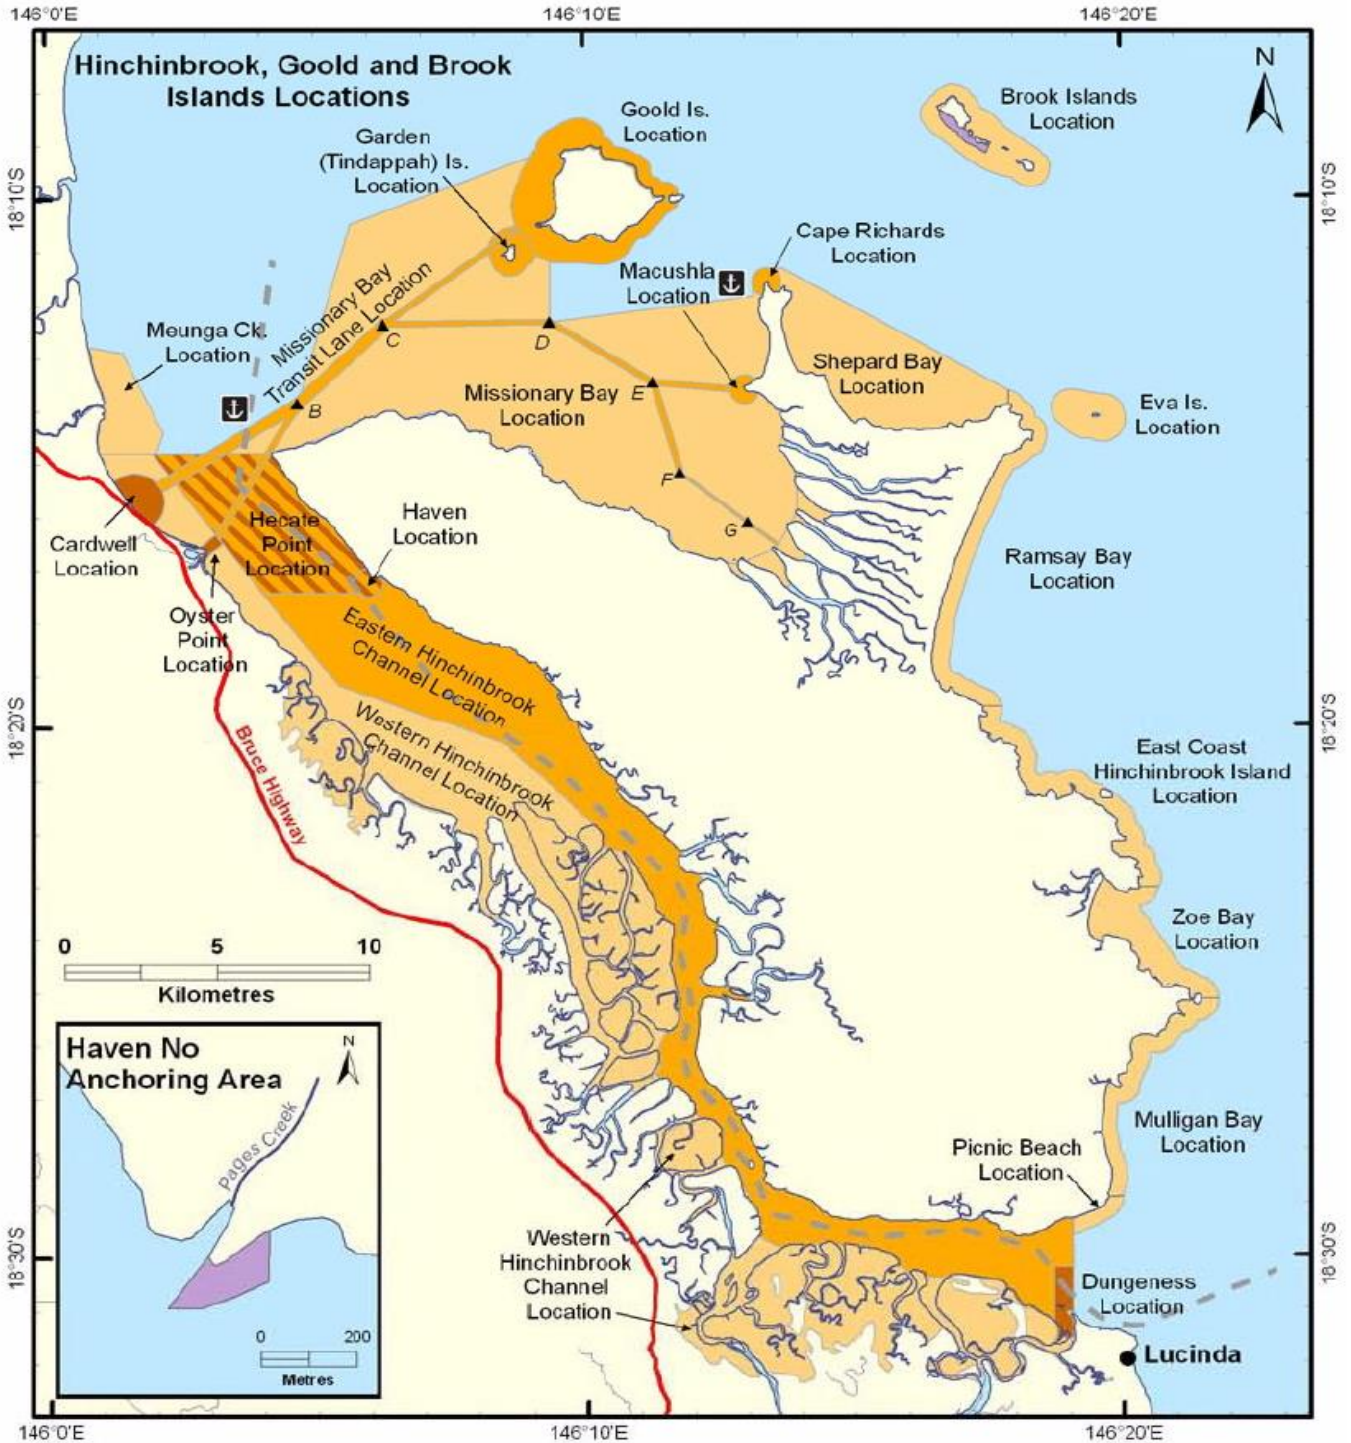 146°0'E
146°10'E
146°20'E
Hinchinbrook, Goold and Brook
Islands Locations
N
Goold Is.
Location
Brook Islands
Location
Garden
(Tindappah) Is.
Location
18°10'S
18°10'S
Cape Richards
Location
Macushla
Location
Missionary Bay
Transit Lane Location
Meunga Ck.
Location
B
C
D
E
F
G
Missionary Bay
Location
Shepard Bay
Location
Eva Is.
Location
Hecate
Point
Location
Haven
Location
Cardwell
Location
Ramsay Bay
Location
Oyster
Point
Location
Eastern Hinchinbrook
Channel Location
18°20'S
18°20'S
Western Hinchinbrook
Channel Location
Bruce Highway
East Coast
Hinchinbrook Island
Location
Zoe Bay
Location
0 5 10
Kilometres
Haven No
Anchoring Area
N
Pages Creek
0 200
Metres
Mulligan Bay
Location
Picnic Beach
Location
18°30'S
18°30'S
Western
Hinchinbrook
Channel
Location
Dungeness
Location
Lucinda
146°0'E
146°10'E
146°20'E